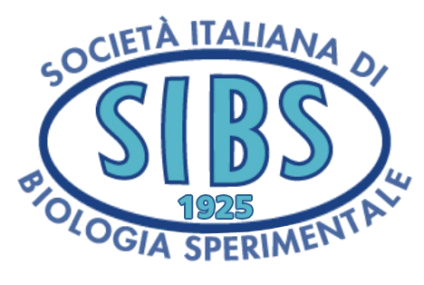 SOCIETÀ ITALIANA DI
SIBS
1925
BIOLOGIA SPERIMENTALE